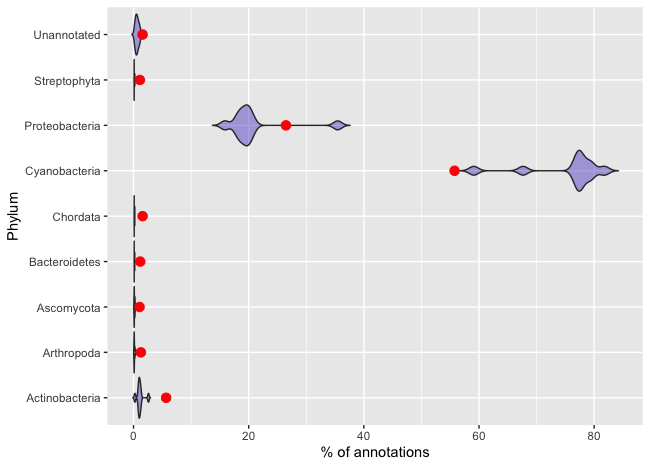 Unannotated
Streptophyta
Proteobacteria
Cyanobacteria
Chordata
Bacteroidetes
Ascomycota
Arthropoda
Actinobacteria
Phylum
0 20 40 60 80
% of annotations